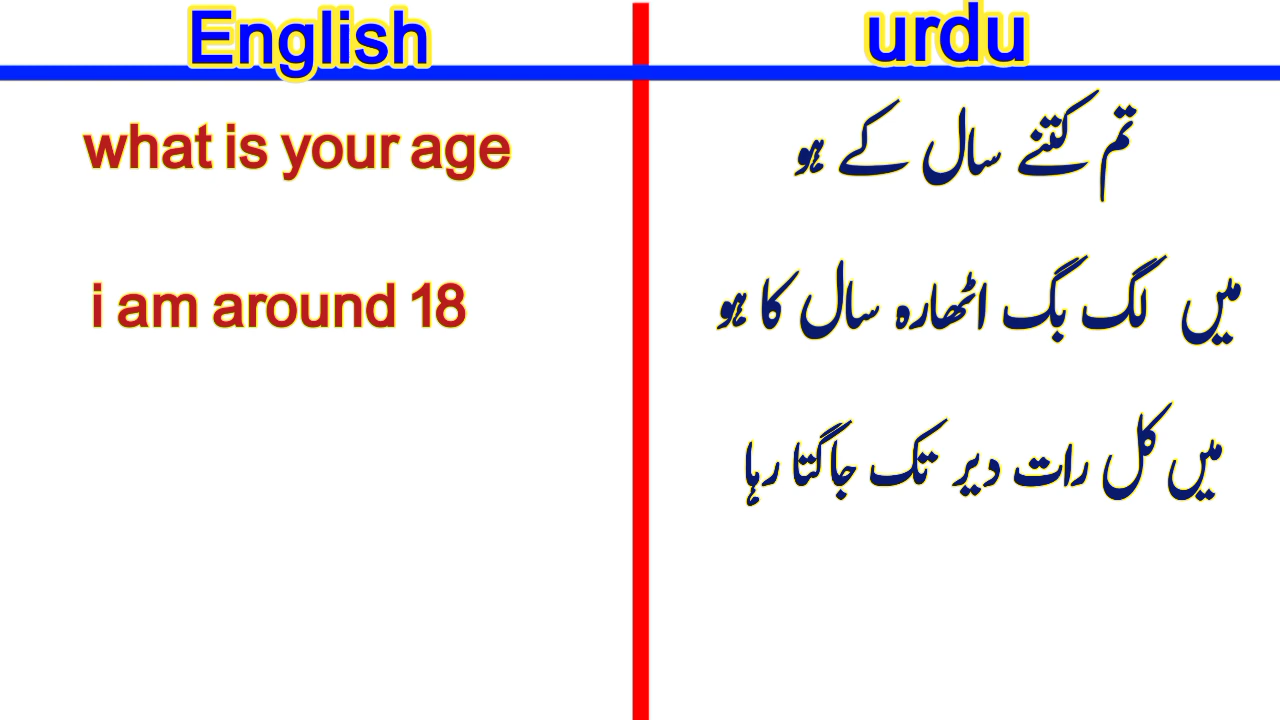 English
urdu
what is your age
تم کتنے سال کے ہو
i am around 18
میں لگ بگ اٹھارہ سال کا ہو
میں کل رات دیر تک جاگتا رہا